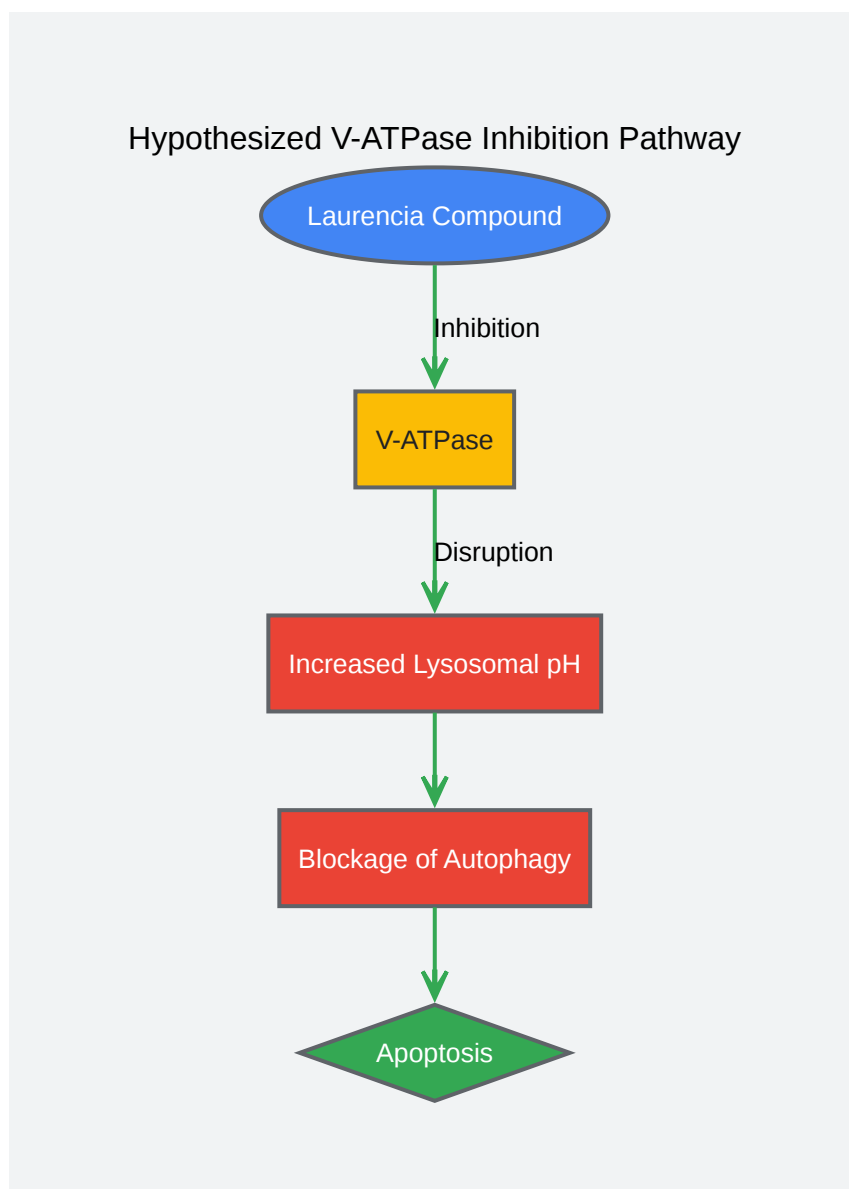 Hypothesized V-ATPase Inhibition Pathway
Laurencia Compound
Inhibition
V-ATPase
Disruption
Increased Lysosomal pH
Blockage of Autophagy
Apoptosis